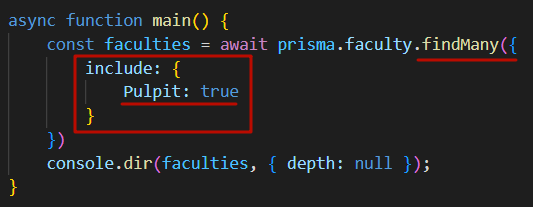 async function main() {
    const faculties = await prisma.faculty.findMany({
        include: {
            Pulpit: true
        }
    })
    console.dir(faculties, { depth: null });
}